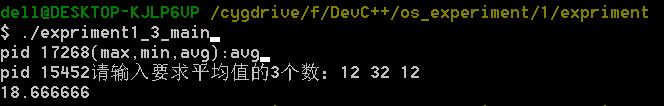 dell@DESKTOP-KJLP6UP /cygdrive/f/DevC++/os_experiment/1/expriment
$ ./expriment1_3_main
pid 17268(max,min,avg):avg
pid 15452请输入要求平均值的3个数：12 32 12
18.666666